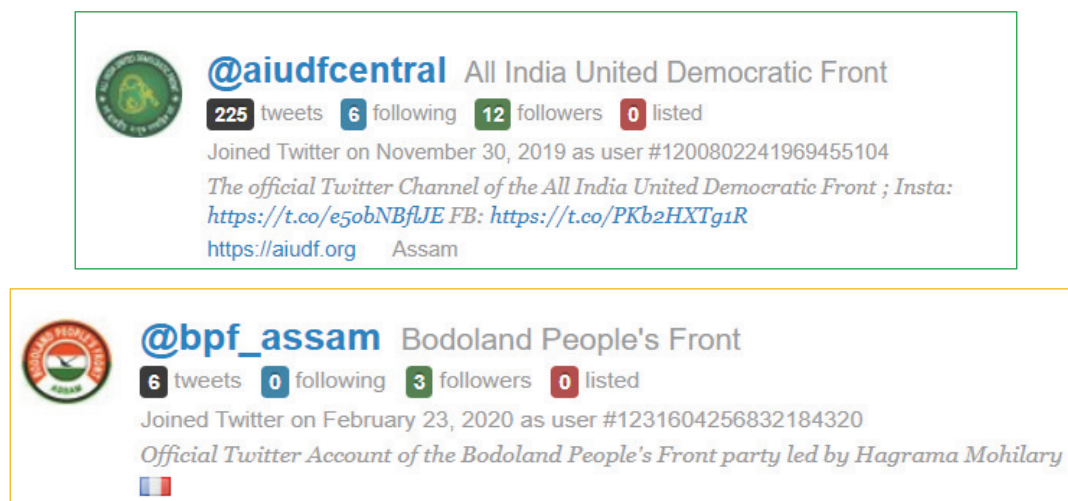 @aiudfcentral All India United Democratic Front
225 tweets 6 following 12 followers 0 listed
Joined Twitter on November 30, 2019 as user #1200802241969455104
The official Twitter Channel of the All India United Democratic Front ; Insta:
https://t.co/e5obNBflJE FB: https://t.co/PKb2HXTg1R
https://aiudf.org Assam
@bpf_assam Bodoland People's Front
6 tweets 0 following 3 followers 0 listed
Joined Twitter on February 23, 2020 as user #1231604256832184320
Official Twitter Account of the Bodoland People's Front party led by Hagrama Mohilary
BODOLAND PEOPLE'S FRONT
ASSAM